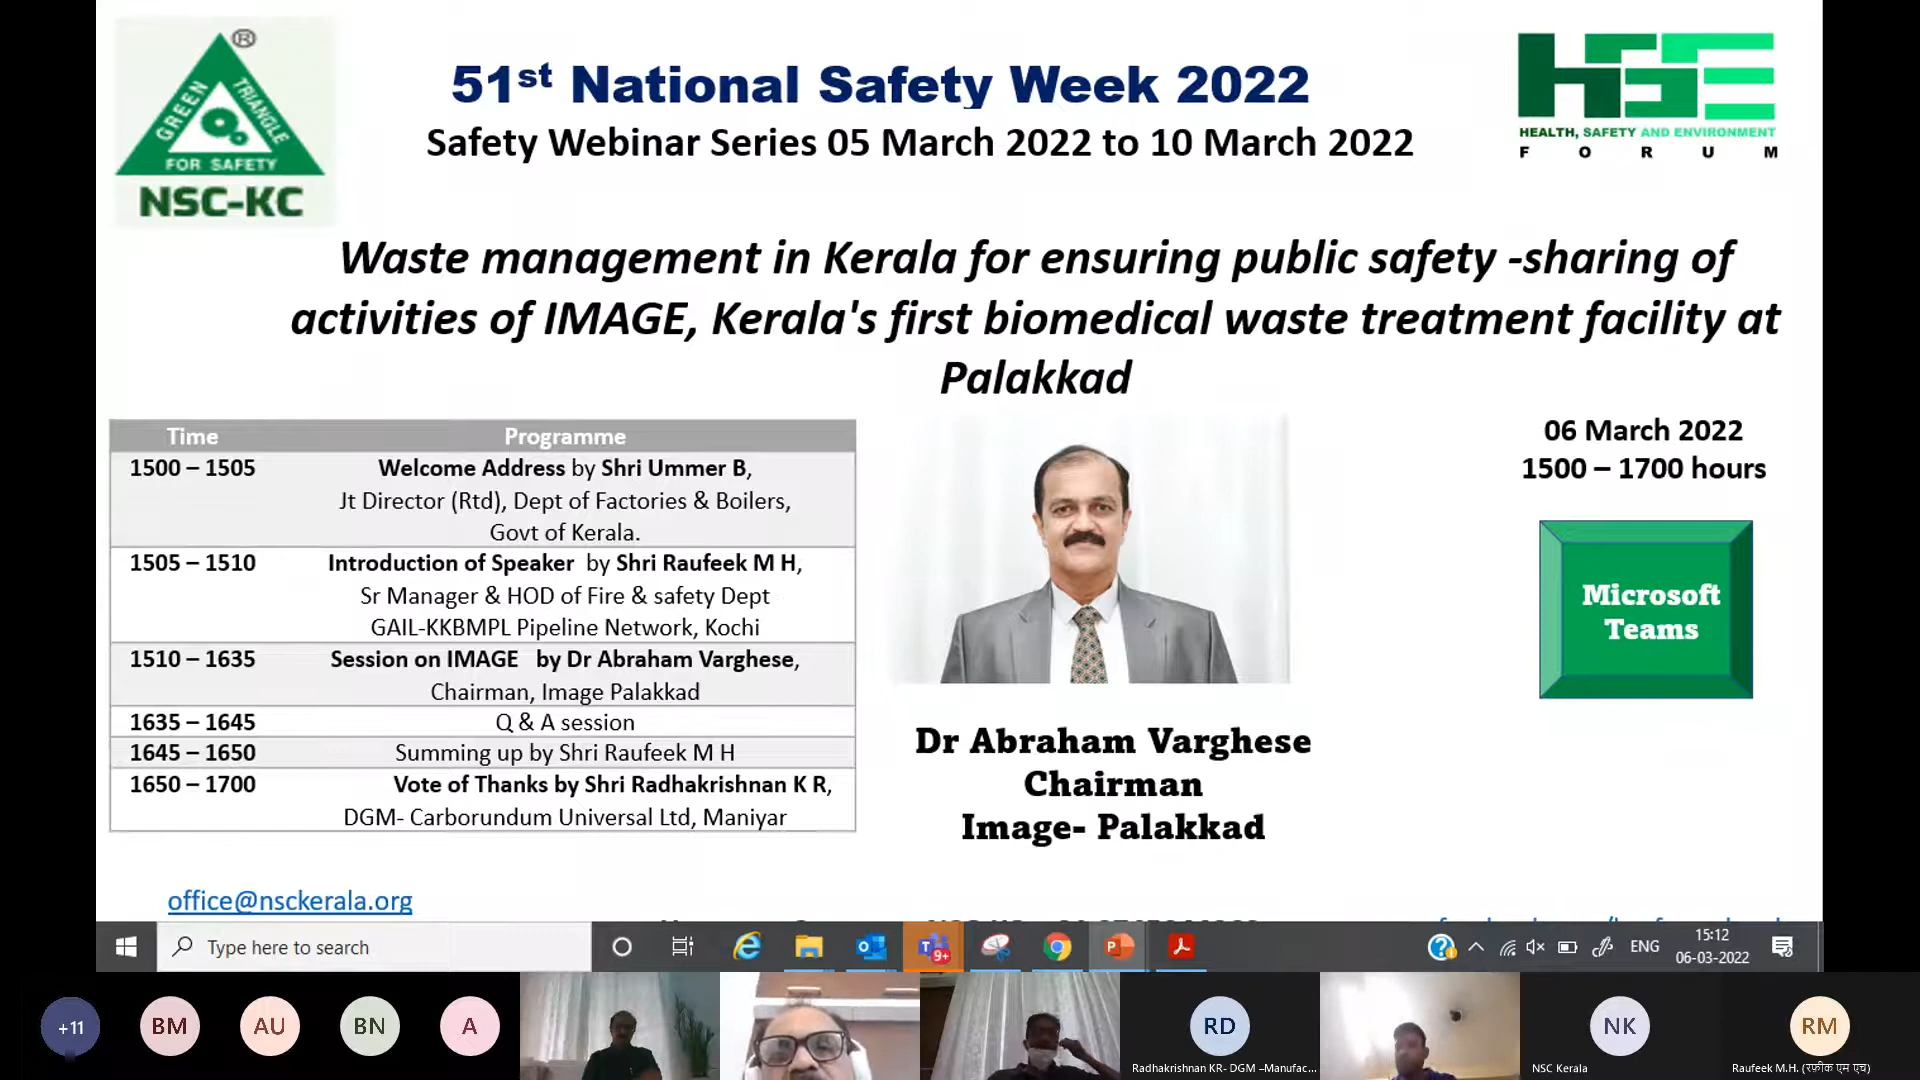 GREEN TRIANGLE
FOR SAFETY
®
NSC-KC
51st National Safety Week 2022
Safety Webinar Series 05 March 2022 to 10 March 2022
HSE
HEALTH, SAFETY AND ENVIRONMENT
FORUM
Waste management in Kerala for ensuring public safety -sharing of
activities of IMAGE, Kerala's first biomedical waste treatment facility at
Palakkad
Time Programme
1500 – 1505 Welcome Address by Shri Ummer B,
Jt Director (Rtd), Dept of Factories & Boilers,
Govt of Kerala.
1505 – 1510 Introduction of Speaker by Shri Raufeek M H,
Sr Manager & HOD of Fire & safety Dept
GAIL-KKBMPL Pipeline Network, Kochi
1510 – 1635 Session on IMAGE by Dr Abraham Varghese,
Chairman, Image Palakkad
1635 – 1645 Q & A session
1645 – 1650 Summing up by Shri Raufeek M H
1650 – 1700 Vote of Thanks by Shri Radhakrishnan K R,
DGM- Carborundum Universal Ltd, Maniyar
Dr Abraham Varghese
Chairman
Image- Palakkad
06 March 2022
1500 – 1700 hours
Microsoft
Teams
office@nsckerala.org
Type here to search
9+
ENG
15:12
06-03-2022
+11
BM
AU
BN
A
RD
Radhakrishnan KR- DGM –Manufac...
NK
NSC Kerala
RM
Raufeek M.H. (रफ़ीक एम एच)